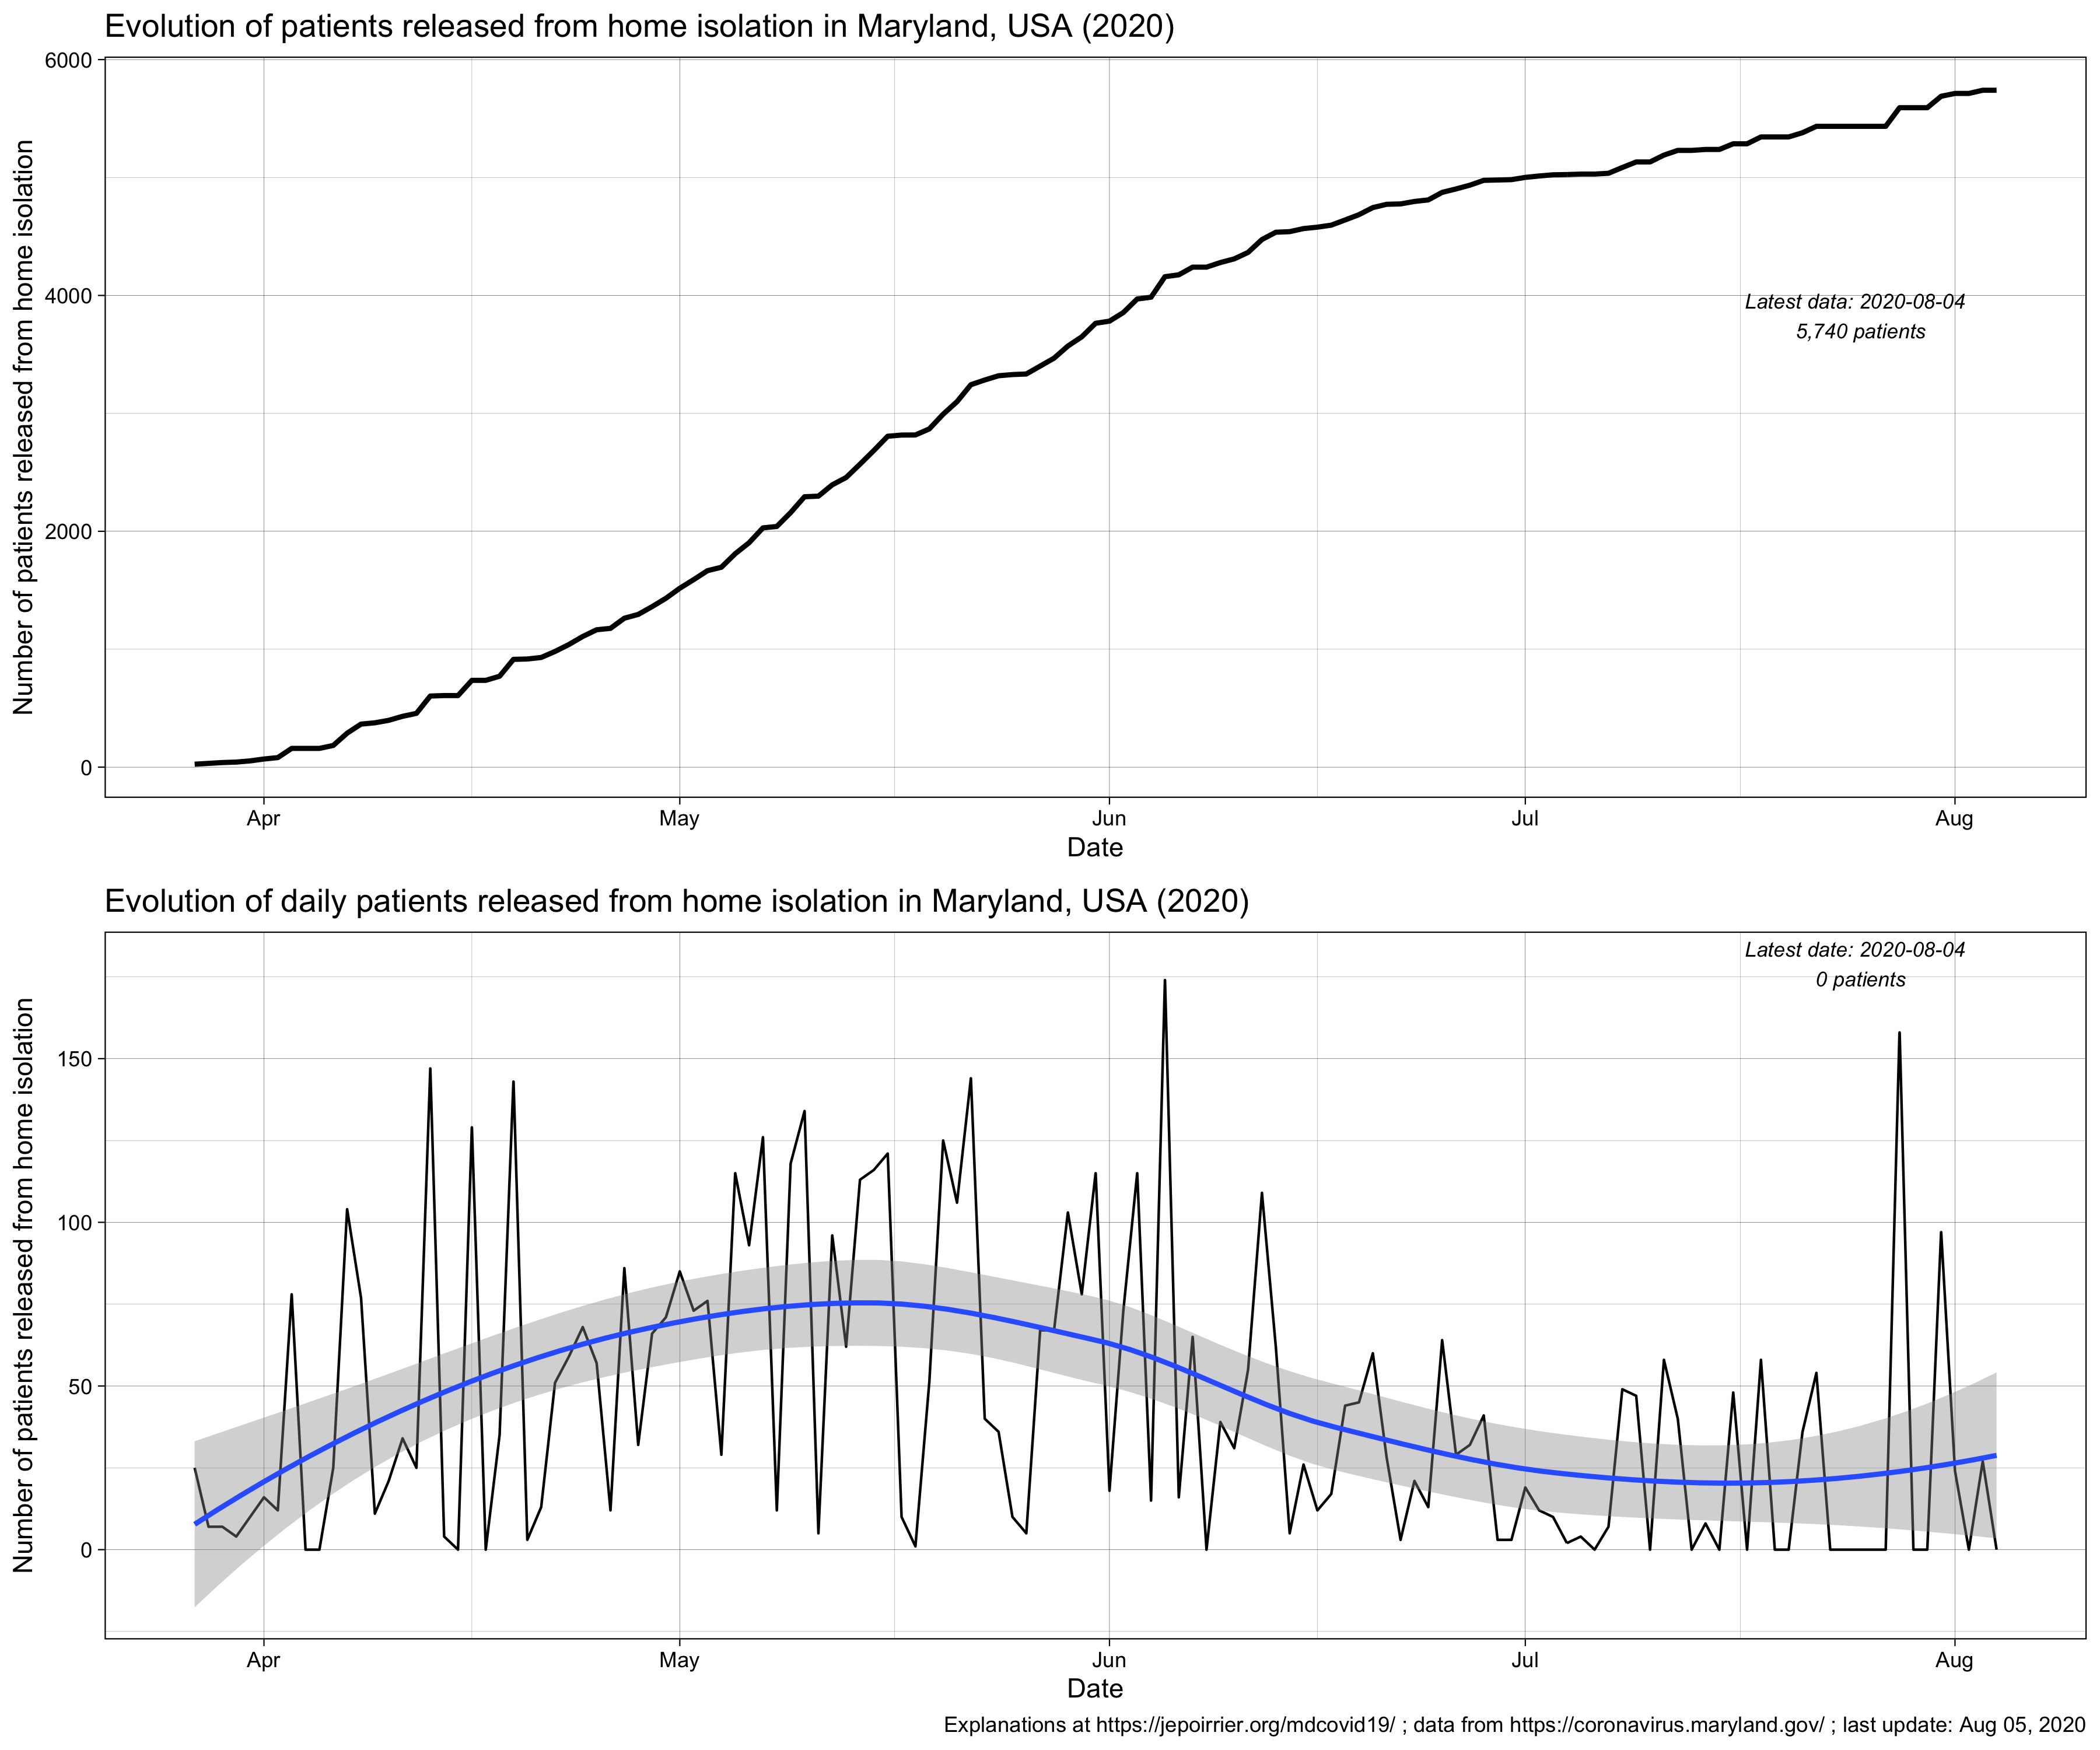 Evolution of patients released from home isolation in Maryland, USA (2020)
Number of patients released from home isolation
6000
4000
2000
0
Latest data: 2020-08-04
5,740 patients
Apr May Jun Jul Aug
Date
Evolution of daily patients released from home isolation in Maryland, USA (2020)
Number of patients released from home isolation
150
100
50
0
Latest date: 2020-08-04
0 patients
Apr May Jun Jul Aug
Date
Explanations at https://jepoirrier.org/mdcovid19/ ; data from https://coronavirus.maryland.gov/ ; last update: Aug 05, 2020